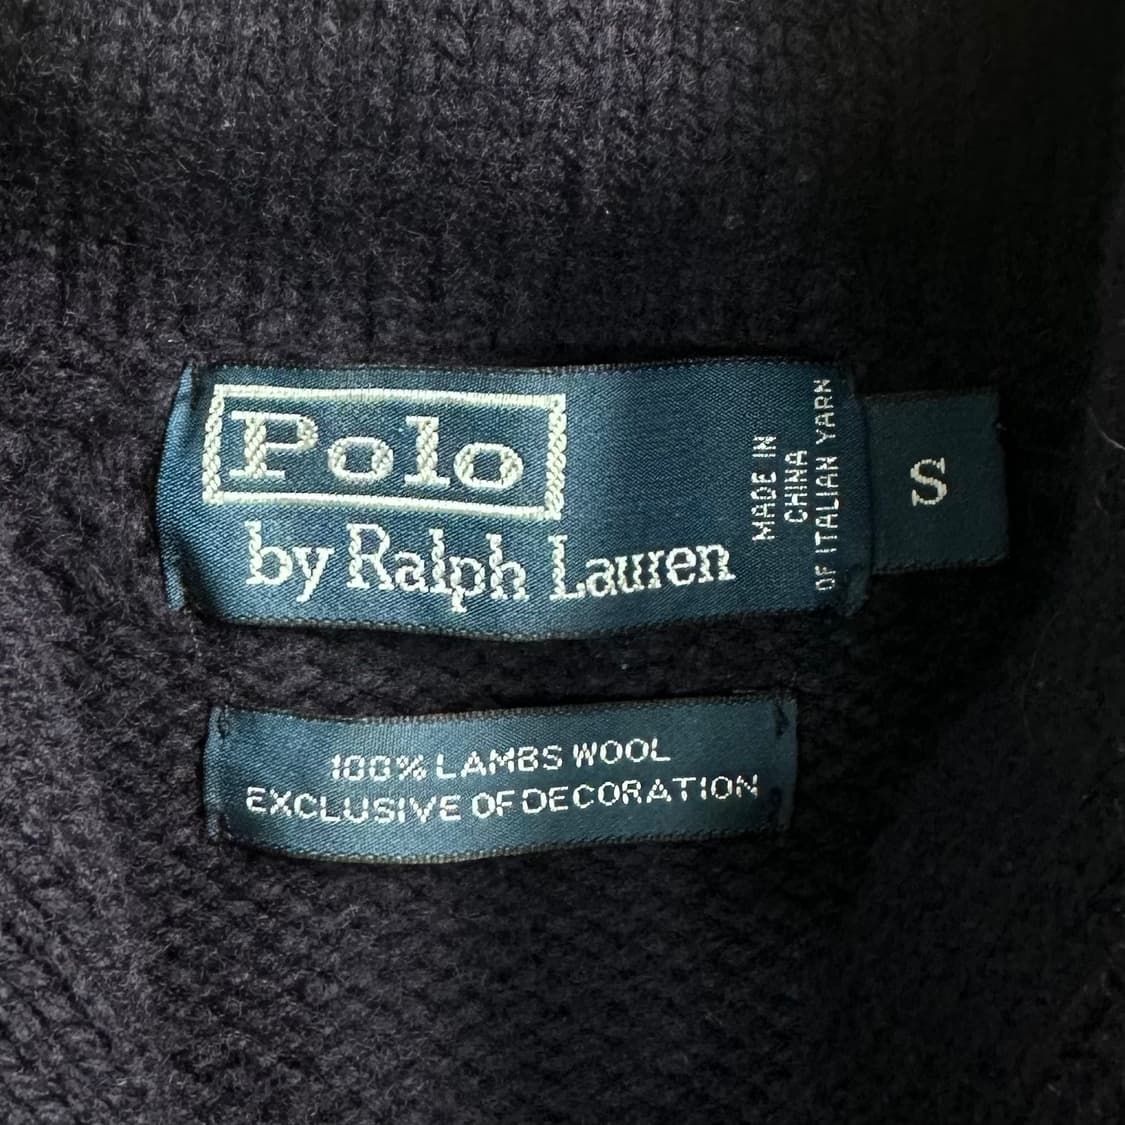 Polo
by Ralph Lauren
MADE IN
CHINA
OF ITALIAN YARN
S
100% LAMBS WOOL
EXCLUSIVE OF DECORATION